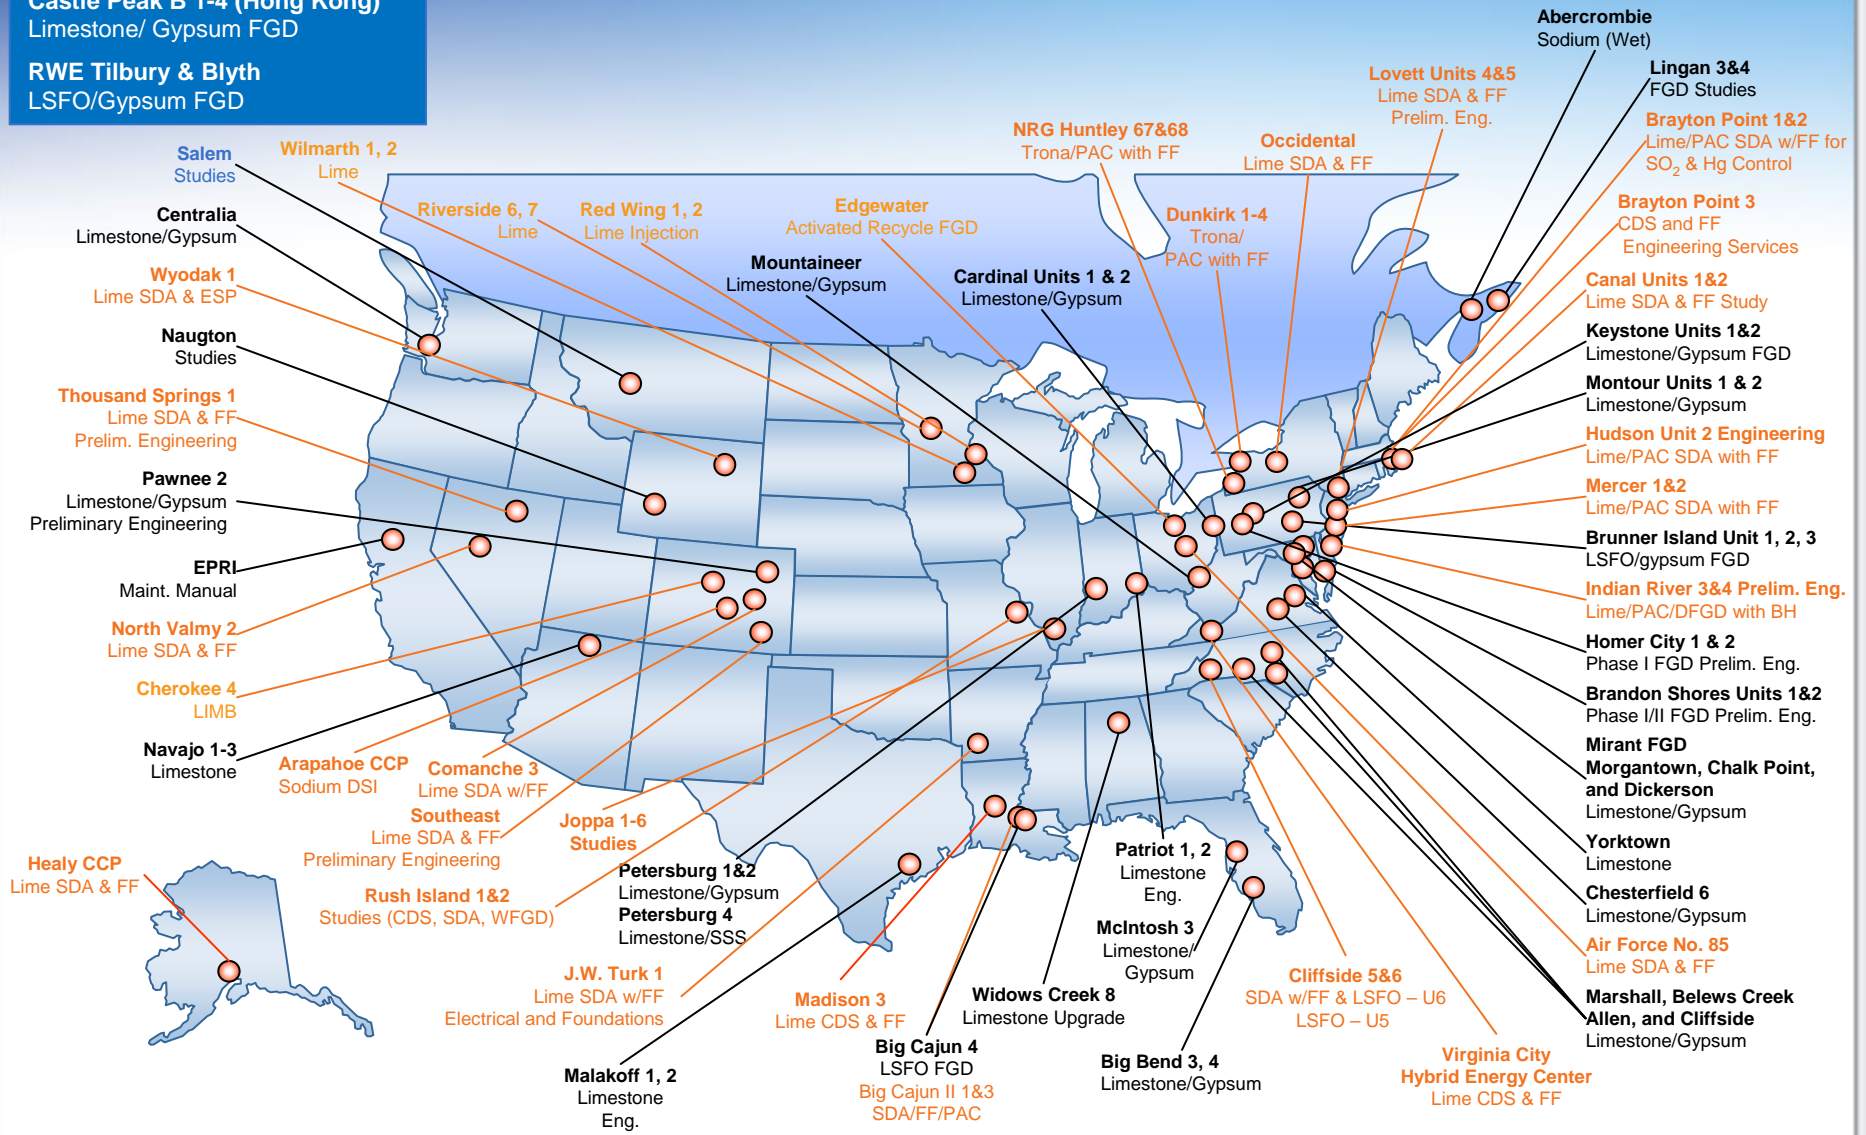 Castle Peak B 1-4 (Hong Kong)
Limestone/ Gypsum FGD
RWE Tilbury & Blyth
LSFO/Gypsum FGD
Salem
Studies
Centralia
Limestone/Gypsum
Wyodak 1
Lime SDA & ESP
Naugton
Studies
Thousand Springs 1
Lime SDA & FF
Prelim. Engineering
Pawnee 2
Limestone/Gypsum
Preliminary Engineering
EPRI
Maint. Manual
North Valmy 2
Lime SDA & FF
Cherokee 4
LIMB
Navajo 1-3
Limestone
Healy CCP
Lime SDA & FF
Wilmarth 1, 2
Lime
Riverside 6, 7
Lime
Red Wing 1, 2
Lime Injection
Edgewater
Activated Recycle FGD
Mountaineer
Limestone/Gypsum
Cardinal Units 1 & 2
Limestone/Gypsum
NRG Huntley 67&68
Trona/PAC with FF
Dunkirk 1-4
Trona/
PAC with FF
Occidental
Lime SDA & FF
Lovett Units 4&5
Lime SDA & FF
Prelim. Eng.
Abercrombie
Sodium (Wet)
Lingan 3&4
FGD Studies
Brayton Point 1&2
Lime/PAC SDA w/FF for
SO2 & Hg Control
Brayton Point 3
CDS and FF
Engineering Services
Canal Units 1&2
Lime SDA & FF Study
Keystone Units 1&2
Limestone/Gypsum FGD
Montour Units 1 & 2
Limestone/Gypsum
Hudson Unit 2 Engineering
Lime/PAC SDA with FF
Mercer 1&2
Lime/PAC SDA with FF
Brunner Island Unit 1, 2, 3
LSFO/gypsum FGD
Indian River 3&4 Prelim. Eng.
Lime/PAC/DFGD with BH
Homer City 1 & 2
Phase I FGD Prelim. Eng.
Brandon Shores Units 1&2
Phase I/II FGD Prelim. Eng.
Mirant FGD
Morgantown, Chalk Point,
and Dickerson
Limestone/Gypsum
Yorktown
Limestone
Chesterfield 6
Limestone/Gypsum
Air Force No. 85
Lime SDA & FF
Marshall, Belews Creek
Allen, and Cliffside
Limestone/Gypsum
Arapahoe CCP
Sodium DSI
Comanche 3
Lime SDA w/FF
Southeast
Lime SDA & FF
Preliminary Engineering
Joppa 1-6
Studies
Rush Island 1&2
Studies (CDS, SDA, WFGD)
Petersburg 1&2
Limestone/Gypsum
Petersburg 4
Limestone/SSS
J.W. Turk 1
Lime SDA w/FF
Electrical and Foundations
Malakoff 1, 2
Limestone
Eng.
Madison 3
Lime CDS & FF
Big Cajun 4
LSFO FGD
Big Cajun II 1&3
SDA/FF/PAC
Widows Creek 8
Limestone Upgrade
Patriot 1, 2
Limestone
Eng.
McIntosh 3
Limestone/
Gypsum
Big Bend 3, 4
Limestone/Gypsum
Cliffside 5&6
SDA w/FF & LSFO – U6
LSFO – U5
Virginia City
Hybrid Energy Center
Lime CDS & FF